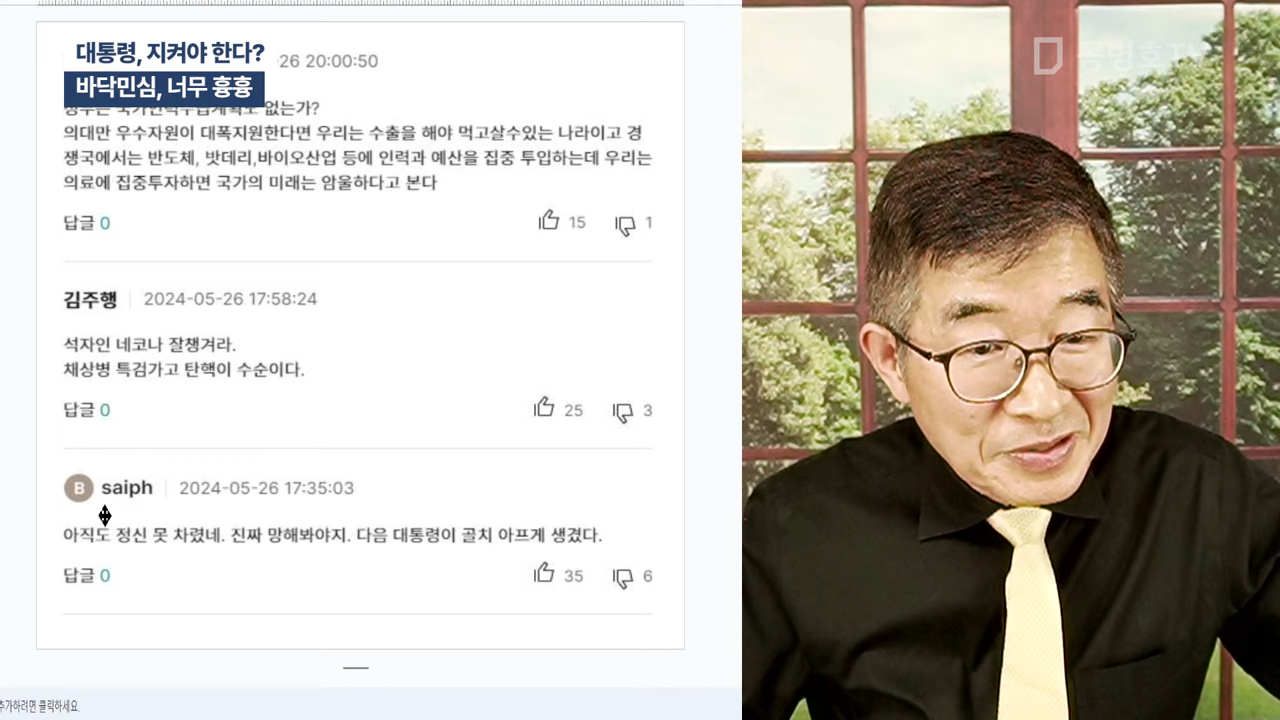 대통령, 지켜야 한다?
바닥민심, 너무 흉흉
26 20:00:50
없는가?
의대만 우수자원이 대폭지원한다면 우리는 수출을 해야 먹고살수있는 나라이고 경
쟁국에서는 반도체, 밧데리,바이오산업 등에 인력과 예산을 집중 투입하는데 우리는
의료에 집중투자하면 국가의 미래는 암울하다고 본다
답글 0
15
1
김주행
2024-05-26 17:58:24
석자인 네코나 잘챙겨라.
채상병 특검가고 탄핵이 수순이다.
답글 0
25
3
B
saiph
2024-05-26 17:35:03
아직도 정신 못 차렸네. 진짜 망해봐야지. 다음 대통령이 골치 아프게 생겼다.
답글 0
35
6
추가하려면 클릭하세요.
공병호TV